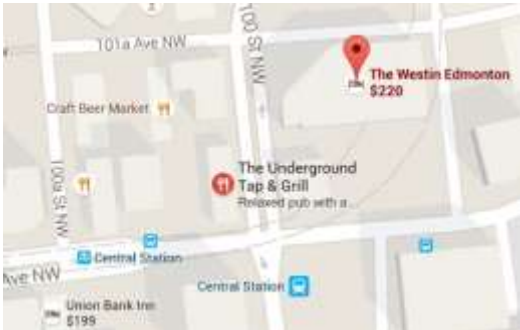 101a Ave NW
100 St NW
The Westin Edmonton
$220
Craft Beer Market
The Underground
Tap & Grill
Relaxed pub with a
100a St NW
Central Station
Ave NW
Central Station
Union Bank Inn
$199